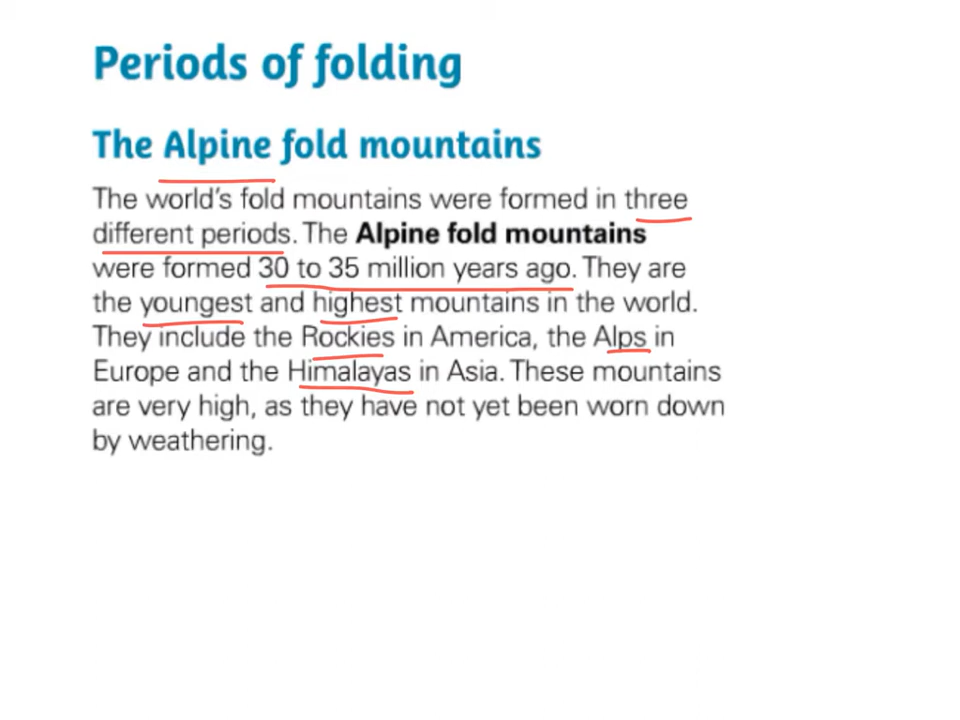 Periods of folding
The Alpine fold mountains
The world's fold mountains were formed in three
different periods. The Alpine fold mountains
were formed 30 to 35 million years ago. They are
the youngest and highest mountains in the world.
They include the Rockies in America, the Alps in
Europe and the Himalayas in Asia. These mountains
are very high, as they have not yet been worn down
by weathering.